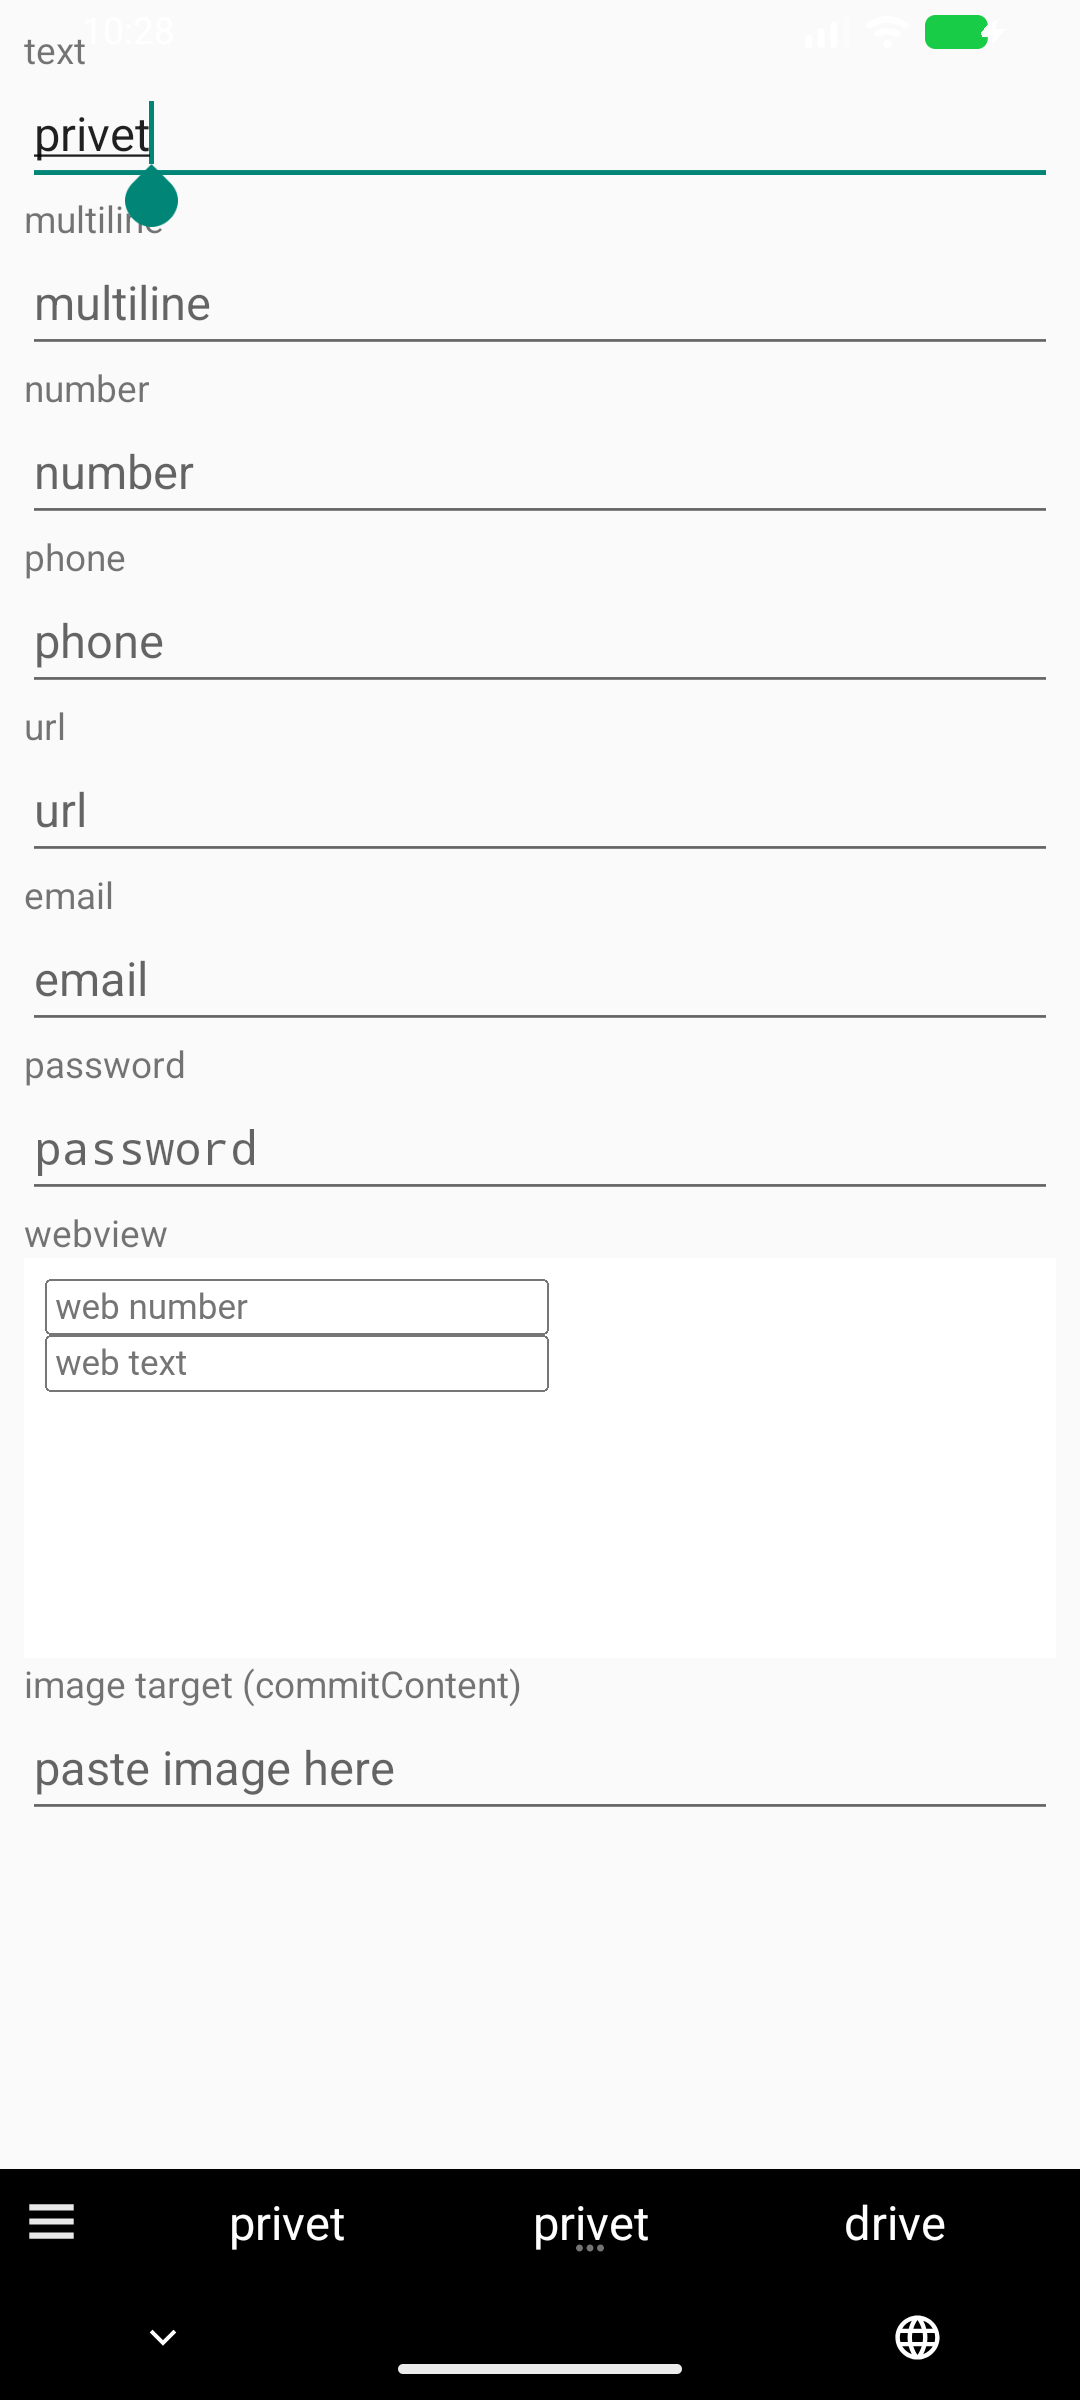 10:28
text
privet
multiline
multiline
number
number
phone
phone
url
url
email
email
password
password
webview
web number
web text
image target (commitContent)
paste image here
privet privet drive